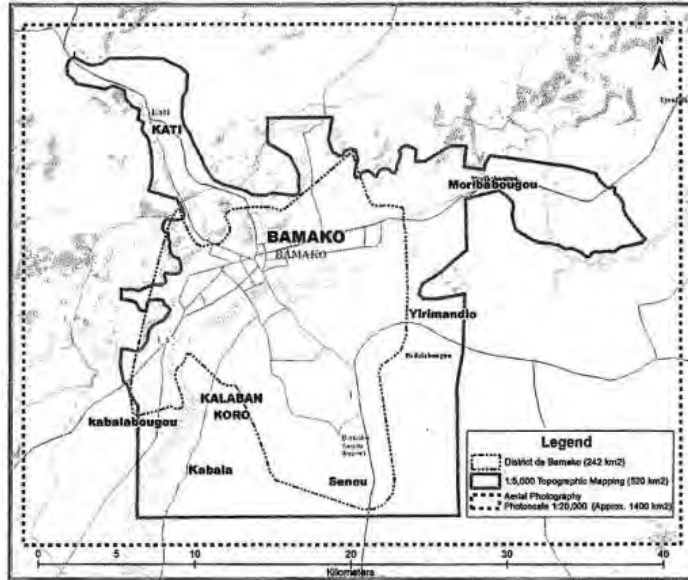 N
Kati
KATI
Moribabougou
BAMAKO
BAMAKO
Yirimandio
KALABAN
KORO
kabalabougou
Kabala
Senou
Legend
District de Bamako (242 km2)
1:5,000 Topographic Mapping (520 km2)
Aerial Photography
Photoscale 1:20,000 (Approx. 1400 km2)
0 5 10 20 30 40
Kilometers